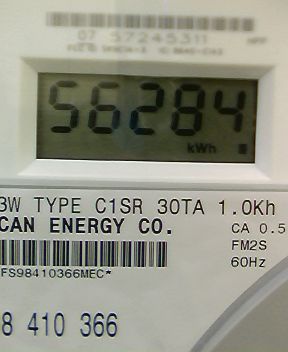 07 57245311
56284
kWh
3W TYPE C1SR 30TA 1.0Kh
CAN ENERGY CO.
CA 0.5
FM2S
60Hz
FS98410366MEC*
8 410 366